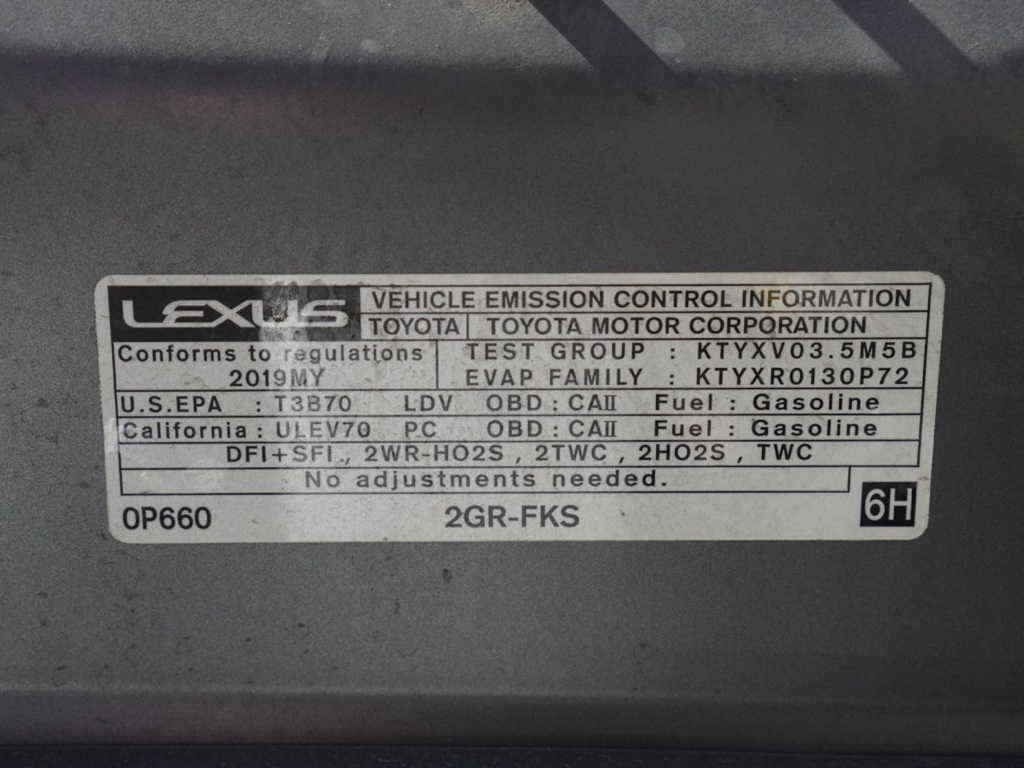 LEXUS VEHICLE EMISSION CONTROL INFORMATION
TOYOTA TOYOTA MOTOR CORPORATION
Conforms to regulations TEST GROUP : KTYXV03.5M5B
2019MY EVAP FAMILY : KTYXR0130P72
U.S.EPA : T3B70 LDV OBD : CAII Fuel : Gasoline
California : ULEV70 PC OBD : CAII Fuel : Gasoline
DFI+SFI , 2WR-HO2S , 2TWC , 2HO2S , TWC
No adjustments needed.
0P660 2GR-FKS 6H